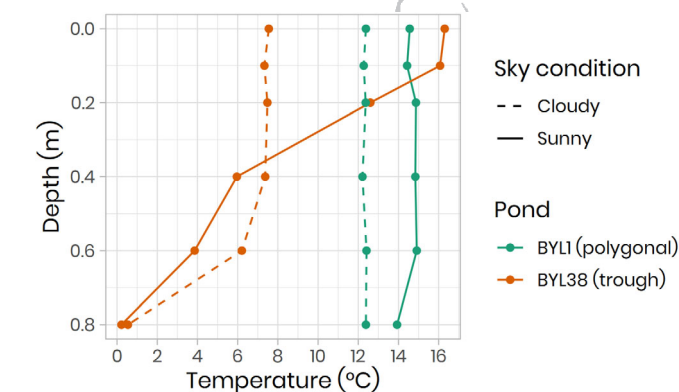 0.0
0.2
0.4
0.6
0.8
Depth (m)
0 2 4 6 8 10 12 14 16
Temperature (ºC)
Sky condition
Cloudy
Sunny
Pond
BYL1 (polygonal)
BYL38 (trough)